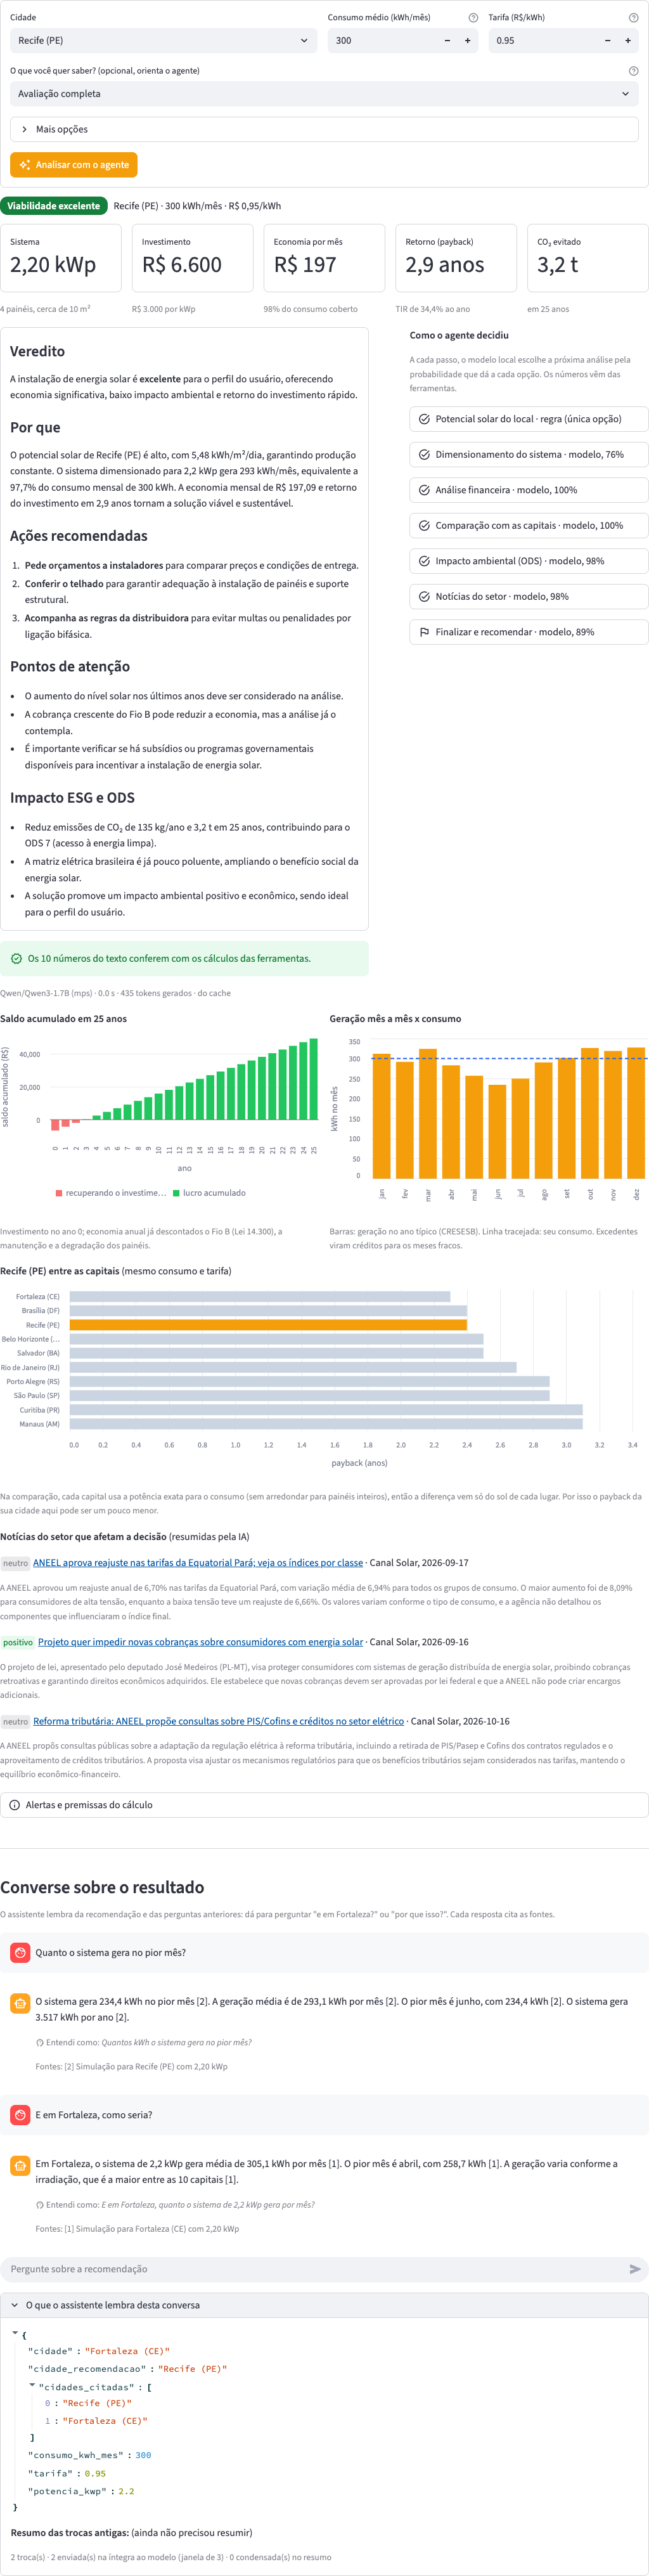 Cidade
Consumo médio (kWh/mês)
Tarifa (R$/kWh)
Recife (PE)
300
0.95
O que você quer saber? (opcional, orienta o agente)
Avaliação completa
Mais opções
Analisar com o agente
Viabilidade excelente
Recife (PE) · 300 kWh/mês · R$ 0,95/kWh
Sistema
2,20 kWp
Investimento
R$ 6.600
Economia por mês
R$ 197
Retorno (payback)
2,9 anos
CO₂ evitado
3,2 t
4 painéis, cerca de 10 m²
R$ 3.000 por kWp
98% do consumo coberto
TIR de 34,4% ao ano
em 25 anos
Veredito
A instalação de energia solar é excelente para o perfil do usuário, oferecendo
economia significativa, baixo impacto ambiental e retorno do investimento rápido.
Por que
O potencial solar de Recife (PE) é alto, com 5,48 kWh/m²/dia, garantindo produção
constante. O sistema dimensionado para 2,2 kWp gera 293 kWh/mês, equivalente a
97,7% do consumo mensal de 300 kWh. A economia mensal de R$ 197,09 e retorno
do investimento em 2,9 anos tornam a solução viável e sustentável.
Ações recomendadas
1. Pede orçamentos a instaladores para comparar preços e condições de entrega.
2. Conferir o telhado para garantir adequação à instalação de painéis e suporte
estrutural.
3. Acompanha as regras da distribuidora para evitar multas ou penalidades por
ligação bifásica.
Pontos de atenção
• O aumento do nível solar nos últimos anos deve ser considerado na análise.
• A cobrança crescente do Fio B pode reduzir a economia, mas a análise já o
contempla.
• É importante verificar se há subsídios ou programas governamentais
disponíveis para incentivar a instalação de energia solar.
Impacto ESG e ODS
• Reduz emissões de CO₂ de 135 kg/ano e 3,2 t em 25 anos, contribuindo para o
ODS 7 (acesso à energia limpa).
• A matriz elétrica brasileira é já pouco poluente, ampliando o benefício social da
energia solar.
• A solução promove um impacto ambiental positivo e econômico, sendo ideal
para o perfil do usuário.
Os 10 números do texto conferem com os cálculos das ferramentas.
Qwen/Qwen3-1.7B (mps) · 0.0 s · 435 tokens gerados · do cache
Como o agente decidiu
A cada passo, o modelo local escolhe a próxima análise pela
probabilidade que dá a cada opção. Os números vêm das
ferramentas.
Potencial solar do local · regra (única opção)
Dimensionamento do sistema · modelo, 76%
Análise financeira · modelo, 100%
Comparação com as capitais · modelo, 100%
Impacto ambiental (ODS) · modelo, 98%
Notícias do setor · modelo, 98%
Finalizar e recomendar · modelo, 89%
Saldo acumulado em 25 anos
saldo acumulado (R$)
40,000
20,000
0
0 1 2 3 4 5 6 7 8 9 10 11 12 13 14 15 16 17 18 19 20 21 22 23 24 25
ano
recuperando o investime…
lucro acumulado
Investimento no ano 0; economia anual já descontados o Fio B (Lei 14.300), a
manutenção e a degradação dos painéis.
Geração mês a mês x consumo
kWh no mês
350
300
250
200
150
100
50
0
jan fev mar abr mai jun jul ago set out nov dez
Barras: geração no ano típico (CRESESB). Linha tracejada: seu consumo. Excedentes
viram créditos para os meses fracos.
Recife (PE) entre as capitais (mesmo consumo e tarifa)
Fortaleza (CE)
Brasília (DF)
Recife (PE)
Belo Horizonte (…
Salvador (BA)
Rio de Janeiro (RJ)
Porto Alegre (RS)
São Paulo (SP)
Curitiba (PR)
Manaus (AM)
0.0 0.2 0.4 0.6 0.8 1.0 1.2 1.4 1.6 1.8 2.0 2.2 2.4 2.6 2.8 3.0 3.2 3.4
payback (anos)
Na comparação, cada capital usa a potência exata para o consumo (sem arredondar para painéis inteiros), então a diferença vem só do sol de cada lugar. Por isso o payback da
sua cidade aqui pode ser um pouco menor.
Notícias do setor que afetam a decisão (resumidas pela IA)
neutro ANEEL aprova reajuste nas tarifas da Equatorial Pará; veja os índices por classe · Canal Solar, 2026-09-17
A ANEEL aprovou um reajuste anual de 6,70% nas tarifas da Equatorial Pará, com variação média de 6,94% para todos os grupos de consumo. O maior aumento foi de 8,09%
para consumidores de alta tensão, enquanto a baixa tensão teve um reajuste de 6,66%. Os valores variam conforme o tipo de consumo, e a agência não detalhou os
componentes que influenciaram o índice final.
positivo Projeto quer impedir novas cobranças sobre consumidores com energia solar · Canal Solar, 2026-09-16
O projeto de lei, apresentado pelo deputado José Medeiros (PL-MT), visa proteger consumidores com sistemas de geração distribuída de energia solar, proibindo cobranças
retroativas e garantindo direitos econômicos adquiridos. Ele estabelece que novas cobranças devem ser aprovadas por lei federal e que a ANEEL não pode criar encargos
adicionais.
neutro Reforma tributária: ANEEL propõe consultas sobre PIS/Cofins e créditos no setor elétrico · Canal Solar, 2026-10-16
A ANEEL propôs consultas públicas sobre a adaptação da regulação elétrica à reforma tributária, incluindo a retirada de PIS/Pasep e Cofins dos contratos regulados e o
aproveitamento de créditos tributários. A proposta visa ajustar os mecanismos regulatórios para que os benefícios tributários sejam considerados nas tarifas, mantendo o
equilíbrio econômico-financeiro.
Alertas e premissas do cálculo
Converse sobre o resultado
O assistente lembra da recomendação e das perguntas anteriores: dá para perguntar "e em Fortaleza?" ou "por que isso?". Cada resposta cita as fontes.
Quanto o sistema gera no pior mês?
O sistema gera 234,4 kWh no pior mês [2]. A geração média é de 293,1 kWh por mês [2]. O pior mês é junho, com 234,4 kWh [2]. O sistema gera
3.517 kWh por ano [2].
Entendi como: Quantos kWh o sistema gera no pior mês?
Fontes: [2] Simulação para Recife (PE) com 2,20 kWp
E em Fortaleza, como seria?
Em Fortaleza, o sistema de 2,2 kWp gera média de 305,1 kWh por mês [1]. O pior mês é abril, com 258,7 kWh [1]. A geração varia conforme a
irradiação, que é a maior entre as 10 capitais [1].
Entendi como: E em Fortaleza, quanto o sistema de 2,2 kWp gera por mês?
Fontes: [1] Simulação para Fortaleza (CE) com 2,20 kWp
Pergunte sobre a recomendação
O que o assistente lembra desta conversa
{
"cidade" : "Fortaleza (CE)"
"cidade_recomendacao" : "Recife (PE)"
"cidades_citadas" : [
0 : "Recife (PE)"
1 : "Fortaleza (CE)"
]
"consumo_kwh_mes" : 300
"tarifa" : 0.95
"potencia_kwp" : 2.2
}
Resumo das trocas antigas: (ainda não precisou resumir)
2 troca(s) · 2 enviada(s) na íntegra ao modelo (janela de 3) · 0 condensada(s) no resumo